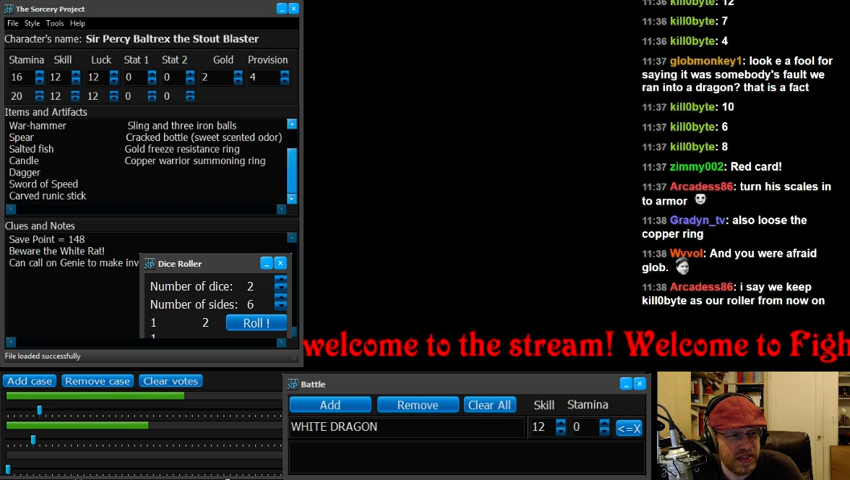 The Sorcery Project
File Style Tools Help
Character's name: Sir Percy Baltrex the Stout Blaster
Stamina Skill Luck Stat 1 Stat 2 Gold Provision
16 12 12 0 0 2 4
20 12 12 0 0
Items and Artifacts
War-hammer Sling and three iron balls
Spear Cracked bottle (sweet scented odor)
Salted fish Gold freeze resistance ring
Candle Copper warrior summoning ring
Dagger
Sword of Speed
Carved runic stick
Clues and Notes
Save Point = 148
Beware the White Rat!
Can call on Genie to make inv
Dice Roller
Number of dice: 2
Number of sides: 6
1 2 Roll !
File loaded successfully
Add case Remove case Clear votes
Battle
Add Remove Clear All Skill Stamina
WHITE DRAGON 12 0 <=X
welcome to the stream! Welcome to Figh
11:36 kill0byte: 12
11:36 kill0byte: 7
11:36 kill0byte: 4
11:37 globmonkey1: look e a fool for
saying it was somebody's fault we
ran into a dragon? that is a fact
11:37 kill0byte: 10
11:37 kill0byte: 6
11:37 kill0byte: 8
11:37 zimmy002: Red card!
11:37 Arcadess86: turn his scales in
to armor
11:38 Gradyn_tv: also loose the
copper ring
11:38 Wyvol: And you were afraid
glob.
11:38 Arcadess86: i say we keep
kill0byte as our roller from now on